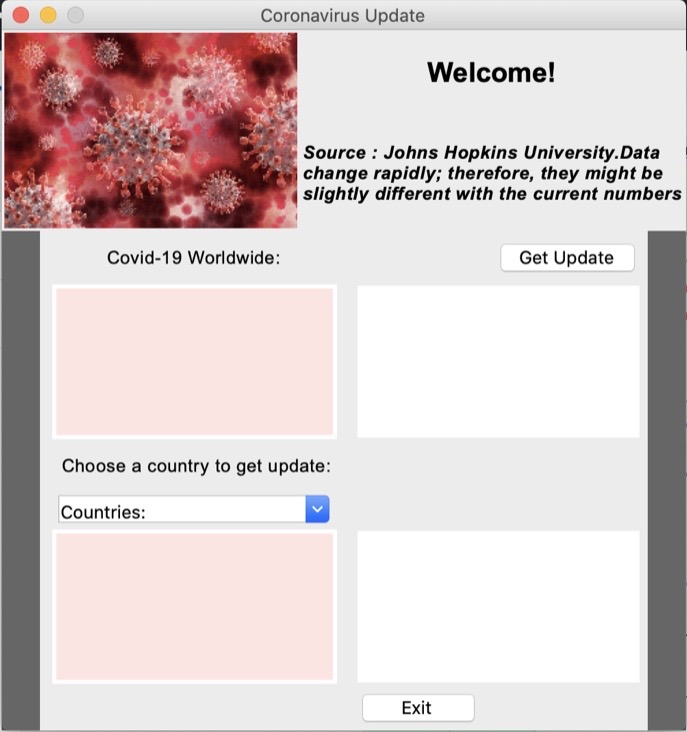 Coronavirus Update
Welcome!
Source : Johns Hopkins University.Data
change rapidly; therefore, they might be
slightly different with the current numbers
Covid-19 Worldwide:
Get Update
Choose a country to get update:
Countries:
Exit